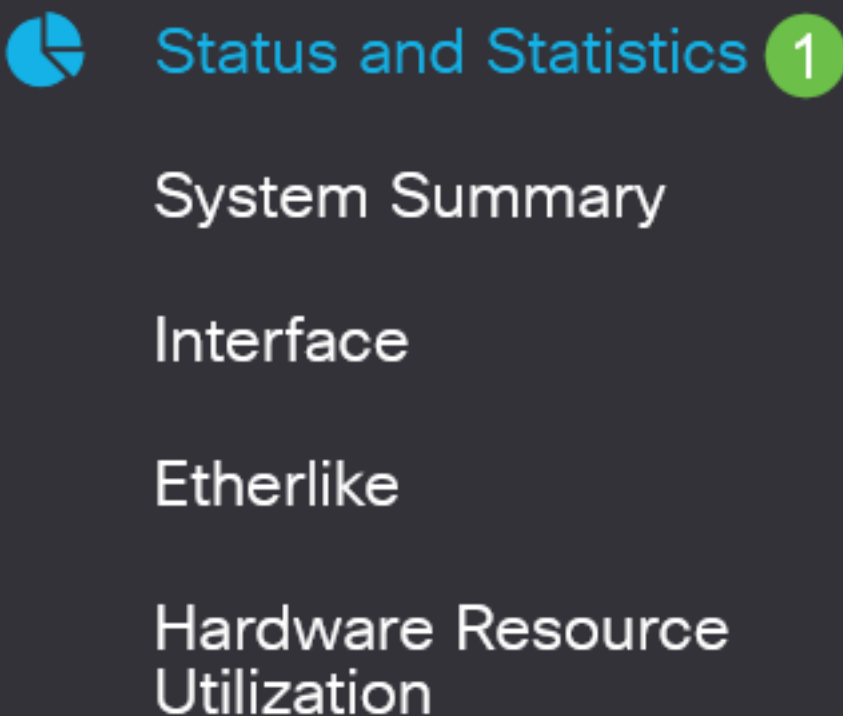 Status and Statistics 1
System Summary
Interface
Etherlike
Hardware Resource
Utilization